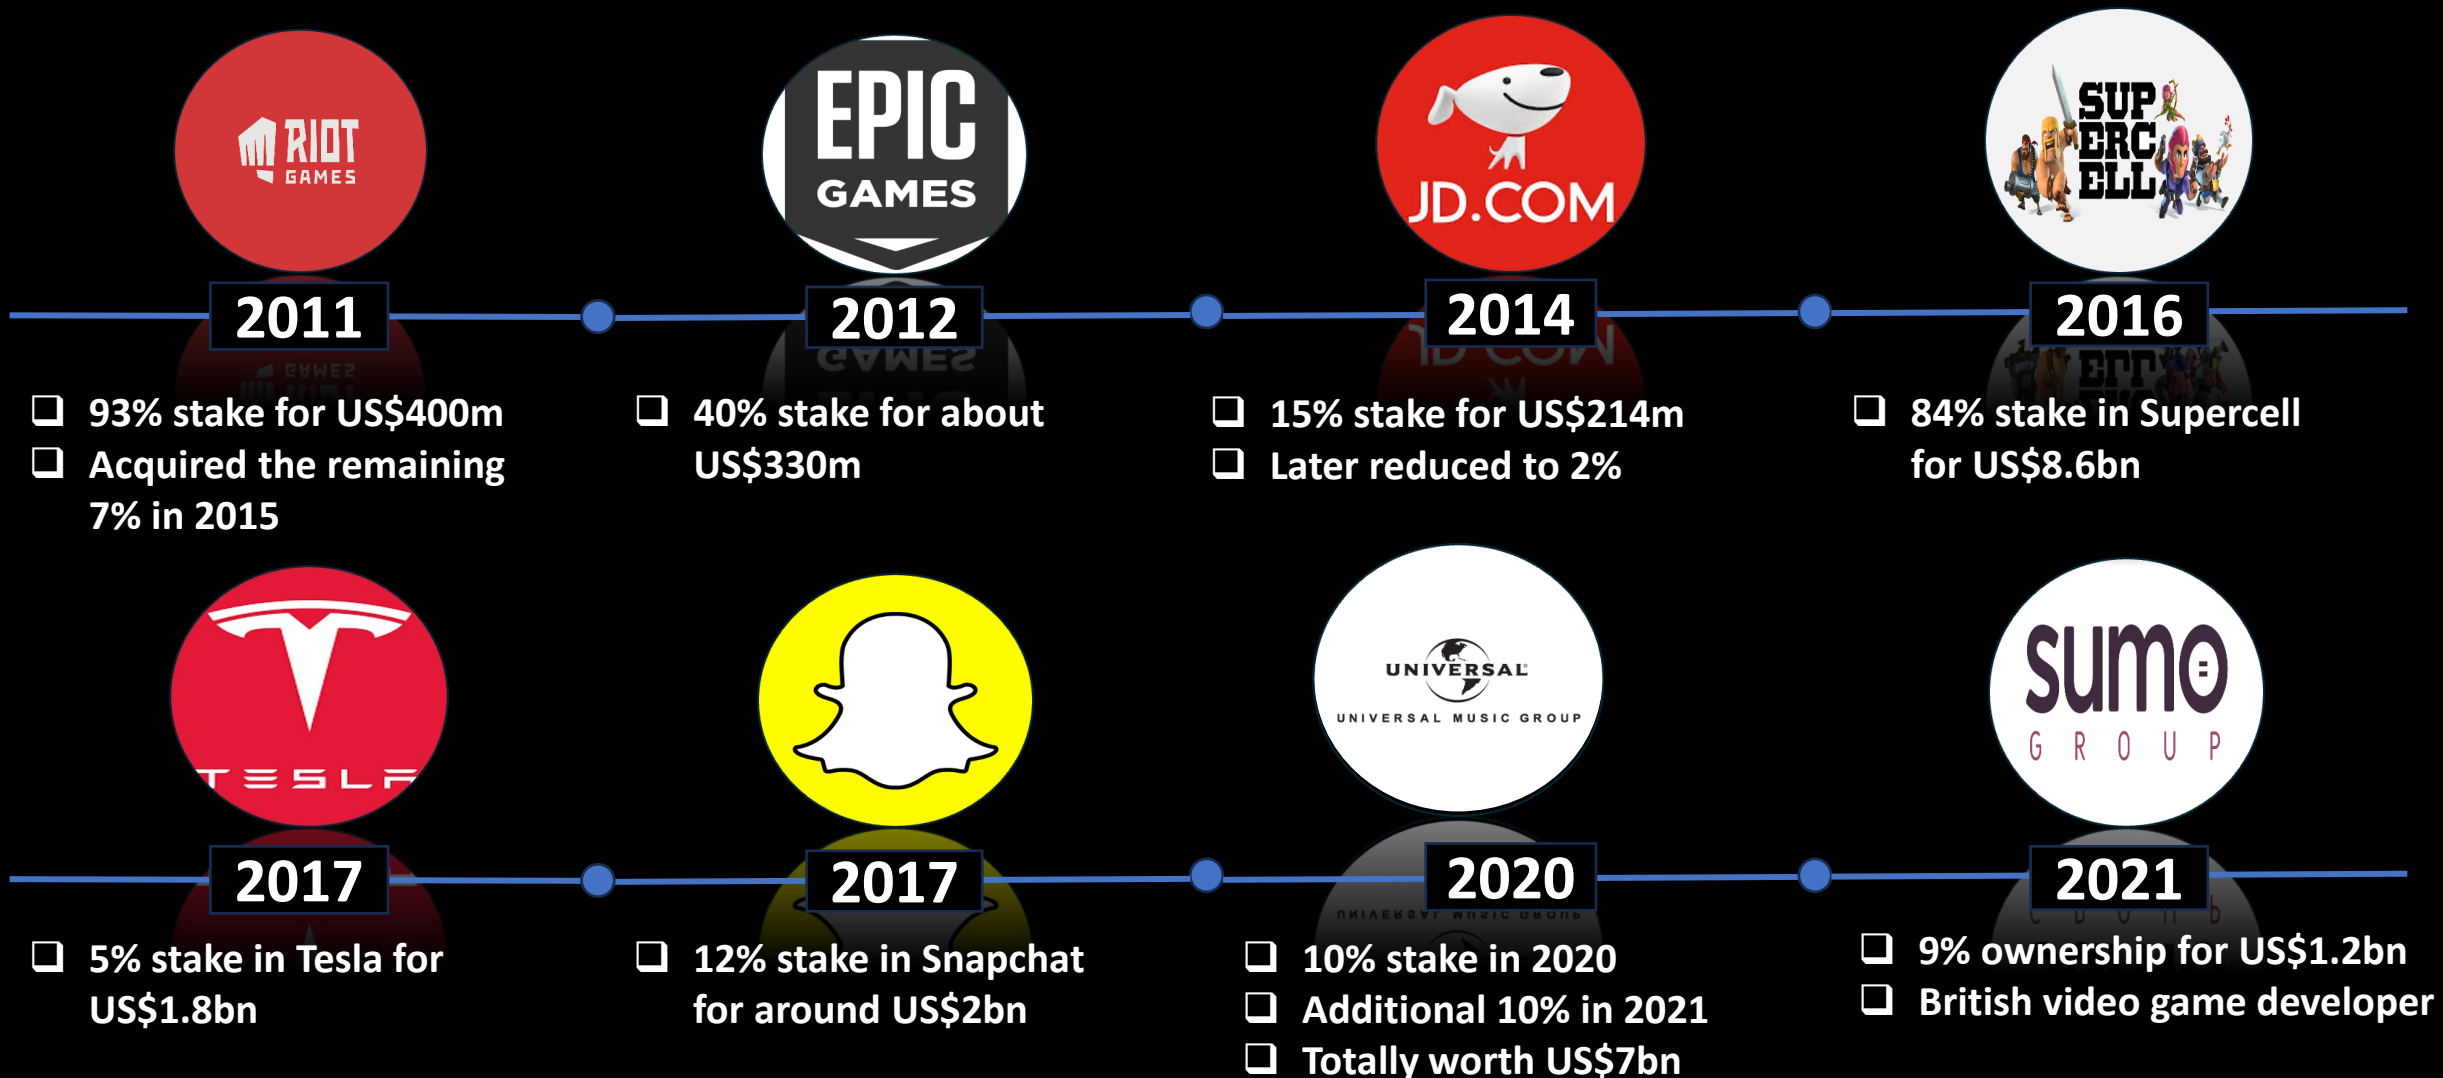 RIOT
GAMES
2011
❑ 93% stake for US$400m
❑ Acquired the remaining
7% in 2015
EPIC
GAMES
2012
❑ 40% stake for about
US$330m
JD.COM
2014
❑ 15% stake for US$214m
❑ Later reduced to 2%
SUP
ERC
ELL
2016
❑ 84% stake in Supercell
for US$8.6bn
TESLA
2017
❑ 5% stake in Tesla for
US$1.8bn
2017
❑ 12% stake in Snapchat
for around US$2bn
UNIVERSAL
UNIVERSAL MUSIC GROUP
2020
❑ 10% stake in 2020
❑ Additional 10% in 2021
❑ Totally worth US$7bn
sumo
GROUP
2021
❑ 9% ownership for US$1.2bn
❑ British video game developer